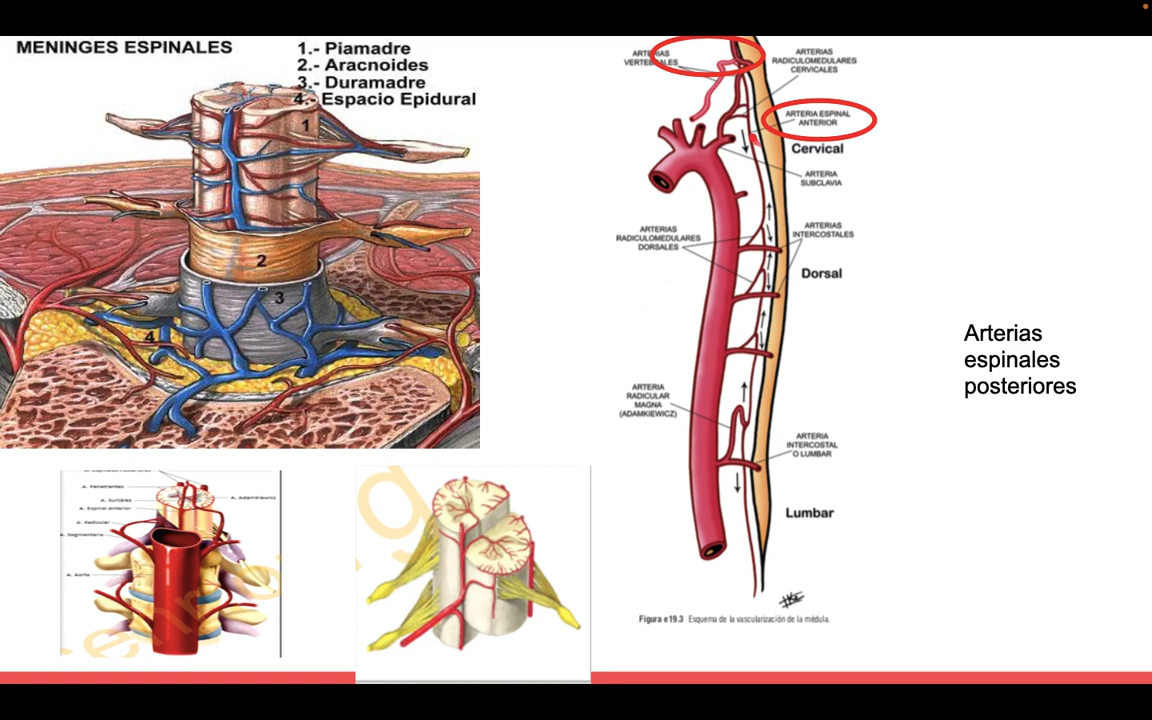 MENINGES ESPINALES
1.- Piamadre
2.- Aracnoides
3.- Duramadre
4.- Espacio Epidural
1
2
3
4
ARTERIAS
VERTEBRALES
ARTERIAS
RADICULOMEDULARES
CERVICALES
ARTERIA ESPINAL
ANTERIOR
Cervical
ARTERIA
SUBCLAVIA
ARTERIAS
RADICULOMEDULARES
DORSALES
ARTERIAS
INTERCOSTALES
Dorsal
ARTERIA
RADICULAR
MAGNA
(ADAMKIEWICZ)
ARTERIA
INTERCOSTAL
O LUMBAR
Lumbar
Figura e19.3 Esquema de la vascularización de la médula.
Arterias
espinales
posteriores
A. Penetrantes
A. Surcales
A. Espinal Anterior
A. Radicular
A. Segmentaria
A. Aorta
A. Adamkiewicz